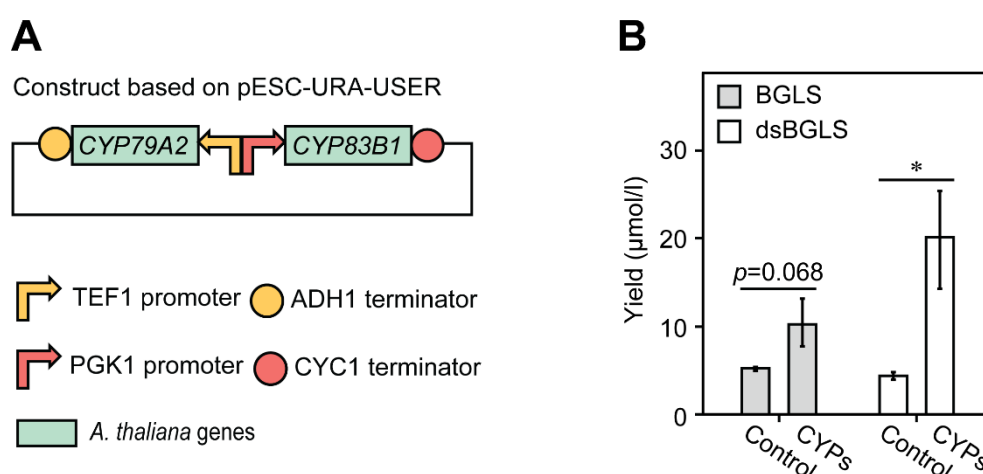 A
Construct based on pESC-URA-USER
CYP79A2
CYP83B1
TEF1 promoter
ADH1 terminator
PGK1 promoter
CYC1 terminator
A. thaliana genes
B
BGLS
dsBGLS
Yield (μmol/l)
30
20
10
0
p=0.068
*
Control
CYPs
Control
CYPs